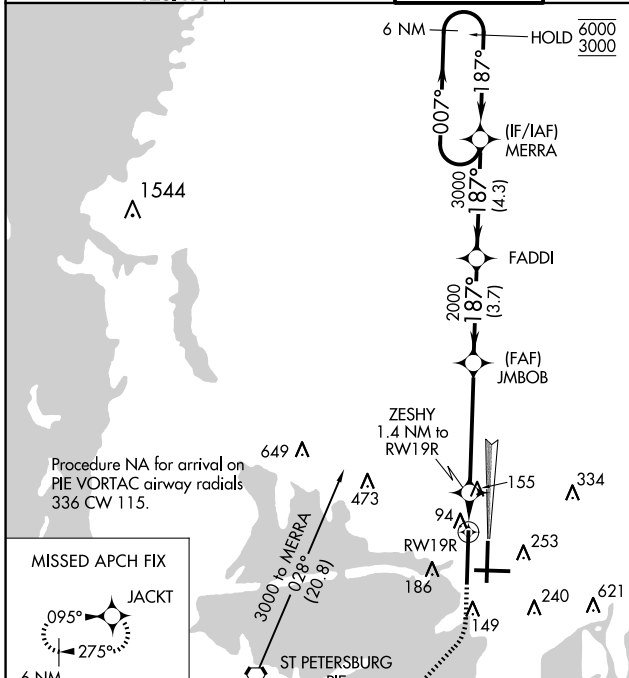 6 NM
HOLD 6000
3000
187°
007°
(IF/IAF)
MERRA
3000
187°
(4.3)
1544
FADDI
2000
187°
(3.7)
(FAF)
JMBOB
ZESHY
1.4 NM to
RW19R
649
Procedure NA for arrival on
PIE VORTAC airway radials
336 CW 115.
473
155
334
94
RW19R
253
3000 to MERRA
028°
(20.8)
186
MISSED APCH FIX
JACKT
095°
275°
6 NM
149
240
621
ST PETERSBURG